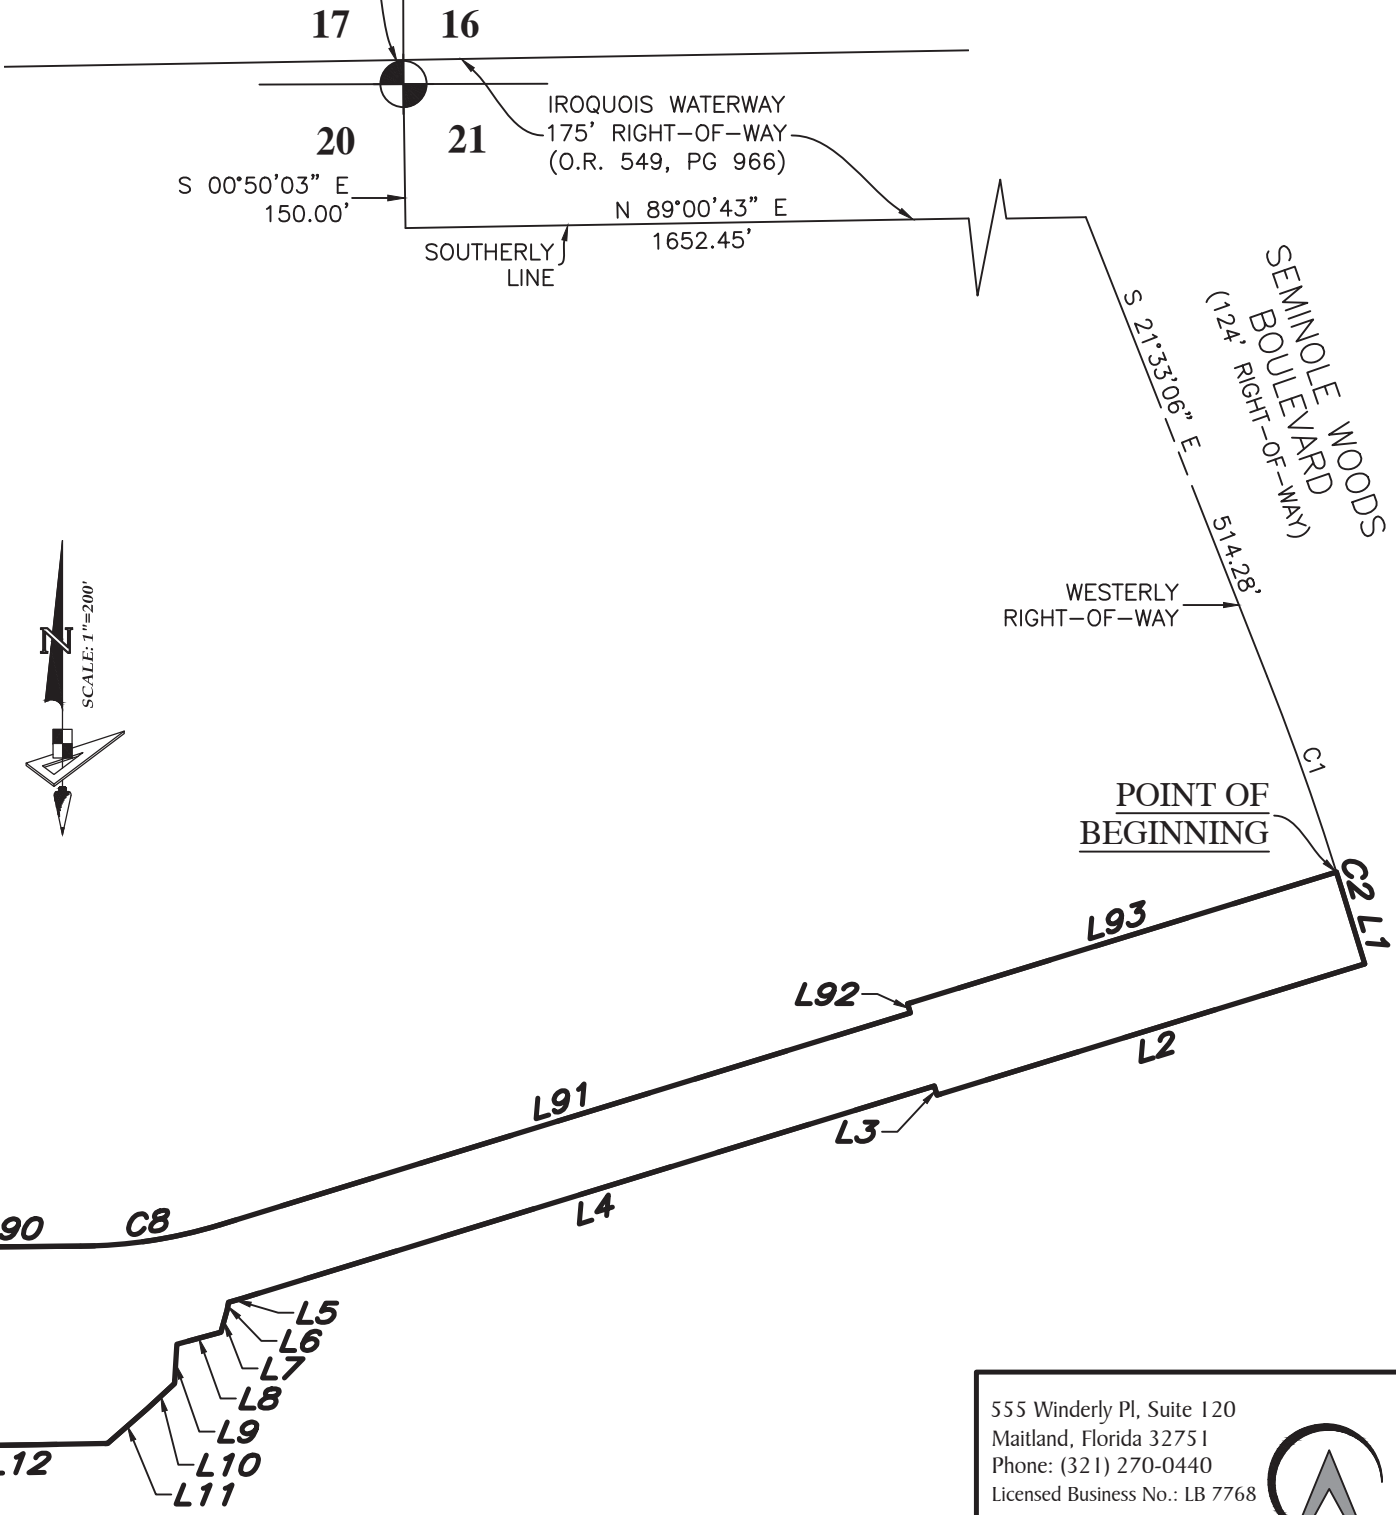 17 16
20 21
IROQUOIS WATERWAY
175' RIGHT-OF-WAY
(O.R. 549, PG 966)
S 00°50'03" E
150.00'
N 89°00'43" E
1652.45'
SOUTHERLY
LINE
SEMINOLE WOODS
BOULEVARD
(124' RIGHT-OF-WAY)
S 21°33'06" E
514.28'
WESTERLY
RIGHT-OF-WAY
N
SCALE: 1"=200'
C1
POINT OF
BEGINNING
C2
L1
L93
L92
L2
L91
L3
L4
90
C8
L5
L6
L7
L8
L9
L10
L11
L12
555 Winderly Pl, Suite 120
Maitland, Florida 32751
Phone: (321) 270-0440
Licensed Business No.: LB 7768